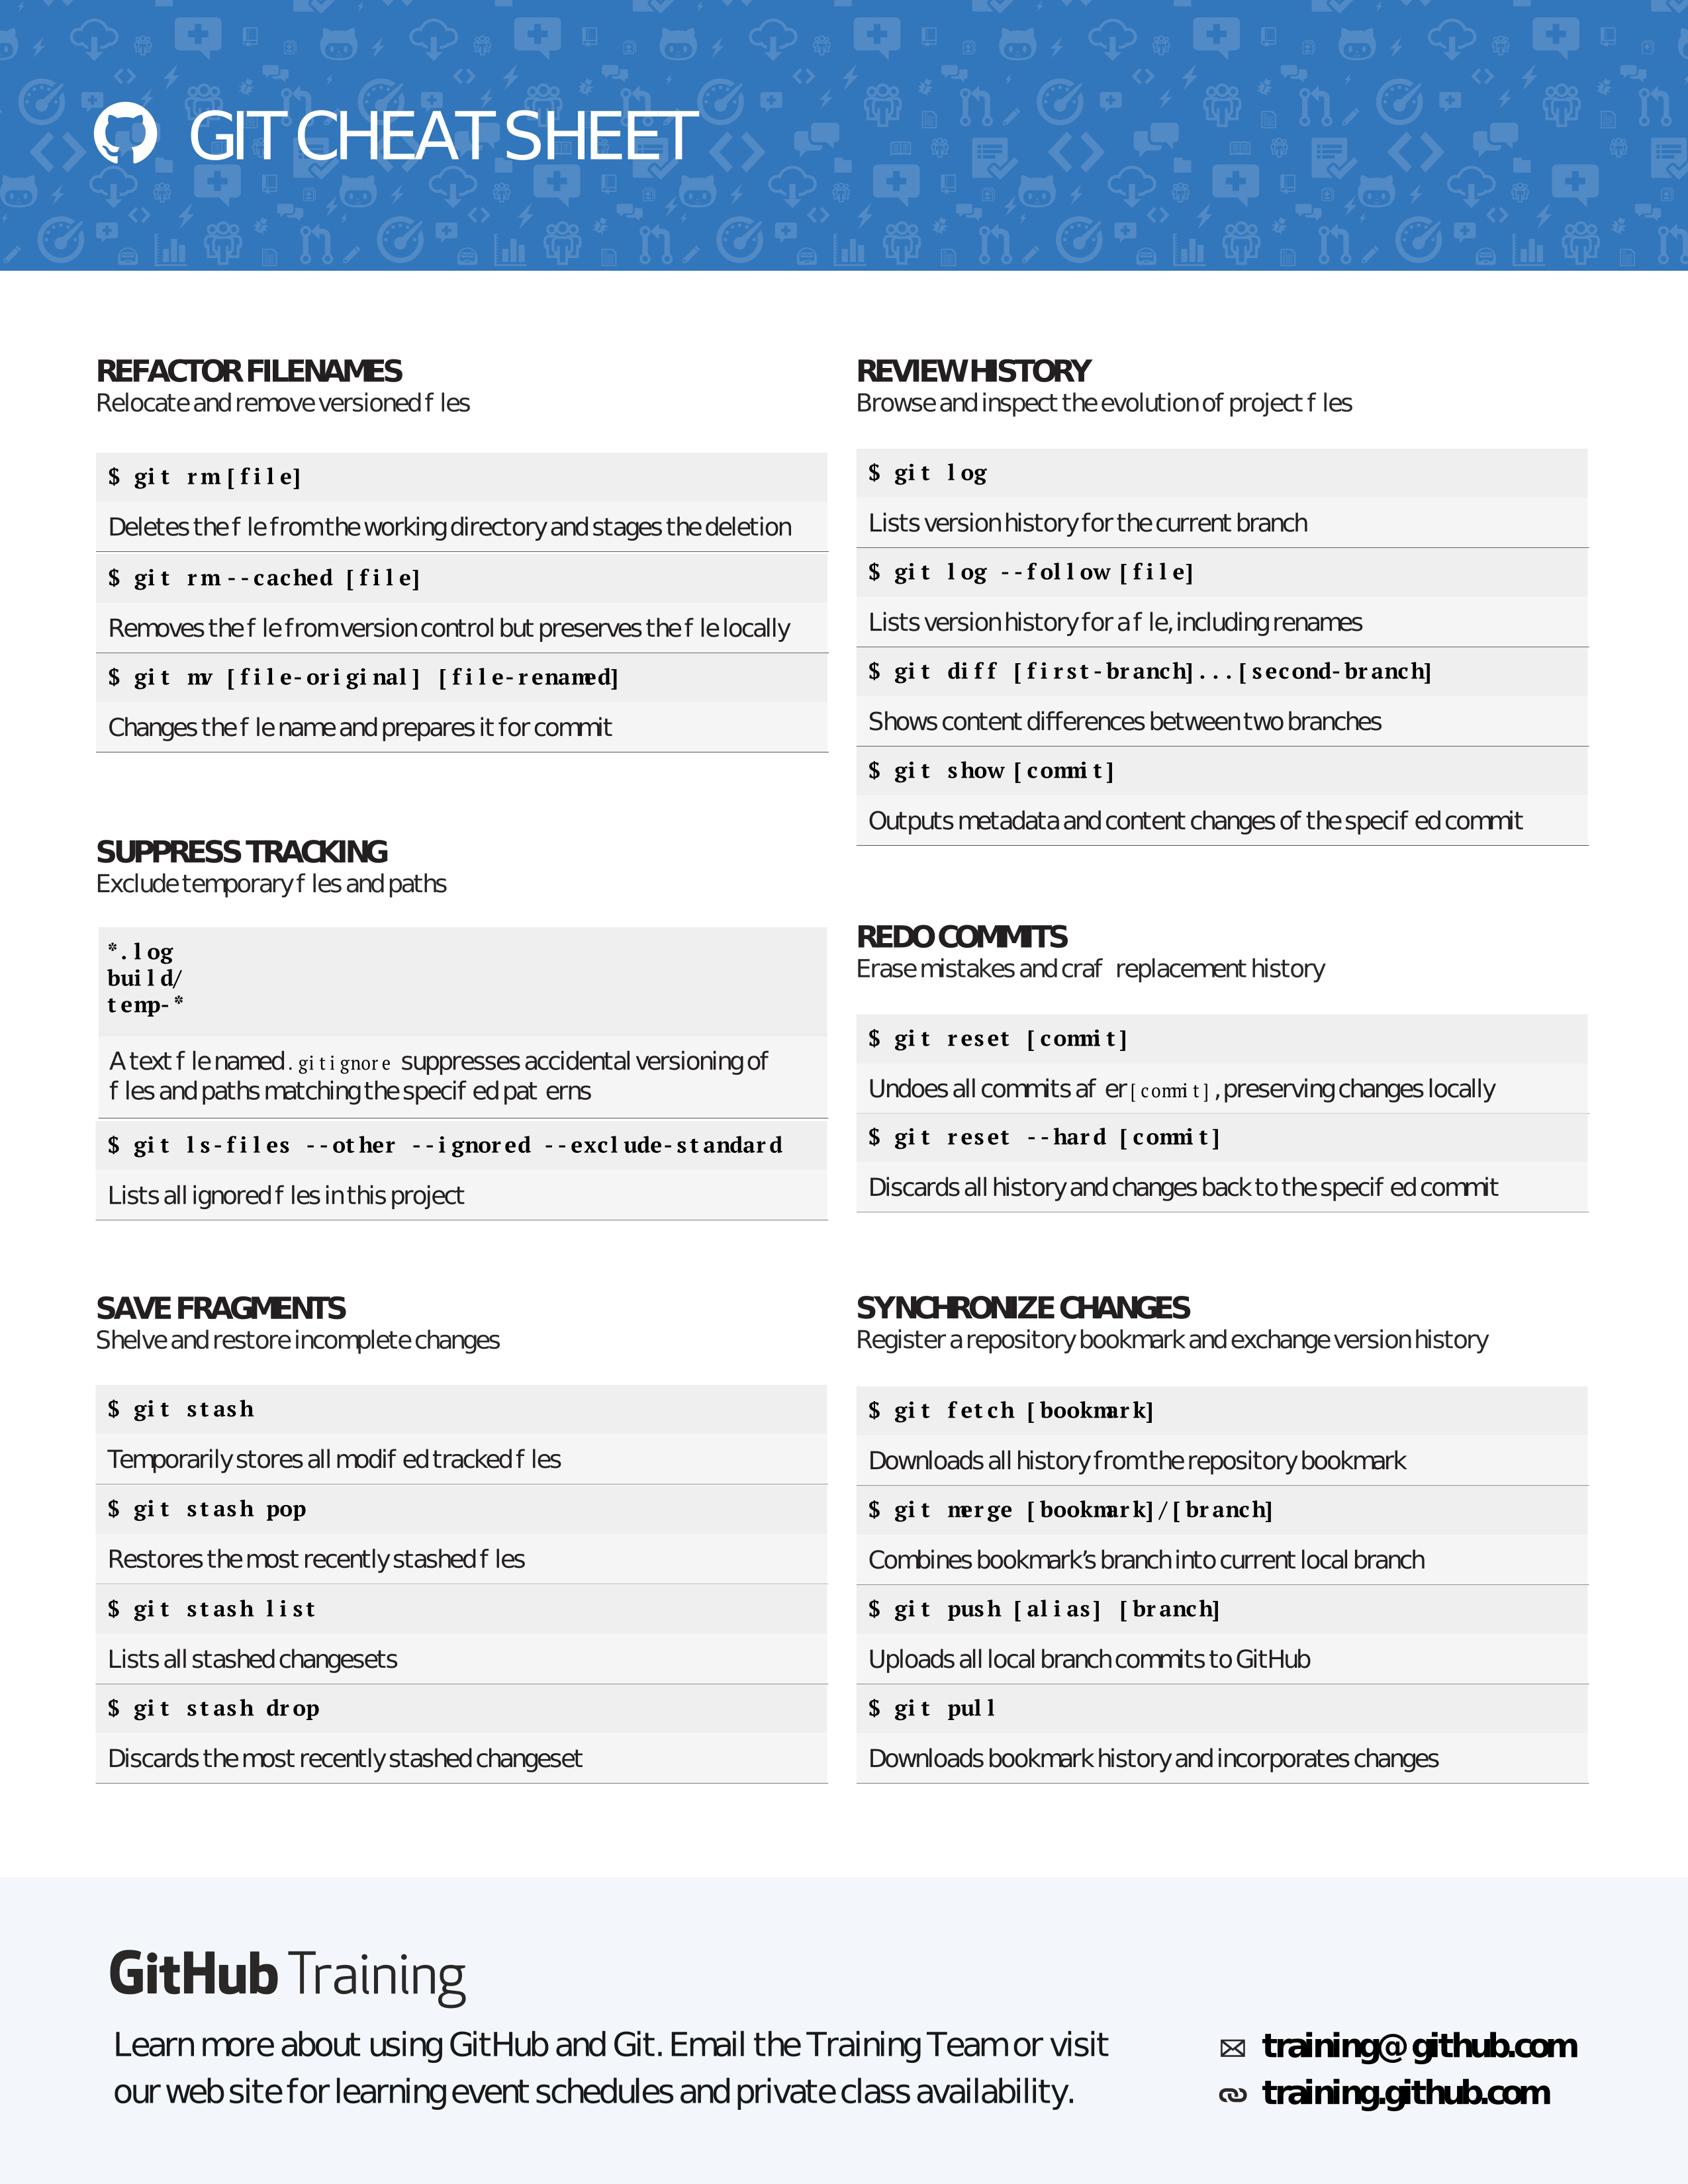 GIT CHEAT SHEET
REFACTOR FILENAMES
Relocate and remove versioned f les
$ git rm [file]
Deletes the f le from the working directory and stages the deletion
$ git rm --cached [file]
Removes the f le from version control but preserves the f le locally
$ git mv [file-original] [file-renamed]
Changes the f le name and prepares it for commit
SUPPRESS TRACKING
Exclude temporary f les and paths
*.log
build/
temp-*
A text f le named .gitignore suppresses accidental versioning of
f les and paths matching the specif ed pat erns
$ git ls-files --other --ignored --exclude-standard
Lists all ignored f les in this project
SAVE FRAGMENTS
Shelve and restore incomplete changes
$ git stash
Temporarily stores all modif ed tracked f les
$ git stash pop
Restores the most recently stashed f les
$ git stash list
Lists all stashed changesets
$ git stash drop
Discards the most recently stashed changeset
REVIEW HISTORY
Browse and inspect the evolution of project f les
$ git log
Lists version history for the current branch
$ git log --follow [file]
Lists version history for a f le, including renames
$ git diff [first-branch]...[second-branch]
Shows content differences between two branches
$ git show [commit]
Outputs metadata and content changes of the specif ed commit
REDO COMMITS
Erase mistakes and craf replacement history
$ git reset [commit]
Undoes all commits af er [commit], preserving changes locally
$ git reset --hard [commit]
Discards all history and changes back to the specif ed commit
SYNCHRONIZE CHANGES
Register a repository bookmark and exchange version history
$ git fetch [bookmark]
Downloads all history from the repository bookmark
$ git merge [bookmark]/[branch]
Combines bookmark’s branch into current local branch
$ git push [alias] [branch]
Uploads all local branch commits to GitHub
$ git pull
Downloads bookmark history and incorporates changes
GitHub Training
Learn more about using GitHub and Git. Email the Training Team or visit
our web site for learning event schedules and private class availability.
training@github.com
training.github.com